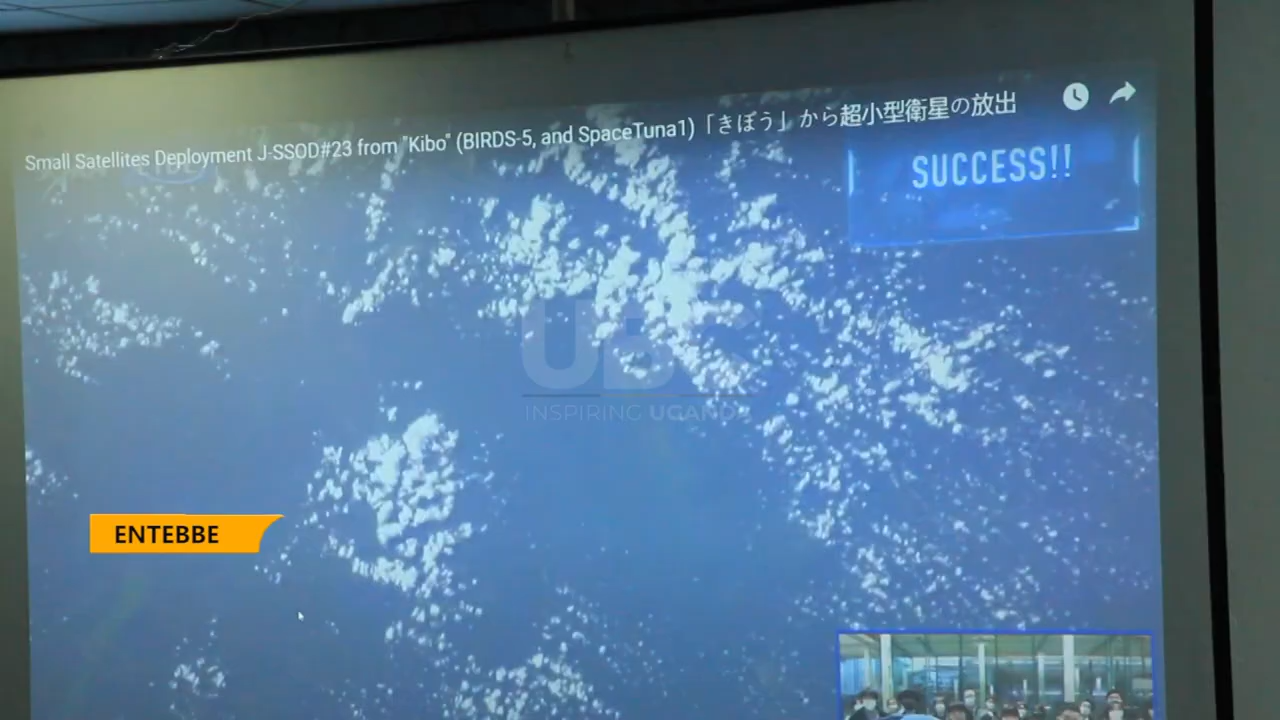 Small Satellites Deployment J-SSOD#23 from "Kibo" (BIRDS-5, and SpaceTuna1)「きぼう」から超小型衛星の放出
SUCCESS!!
UBC
INSPIRING UGANDA
ENTEBBE